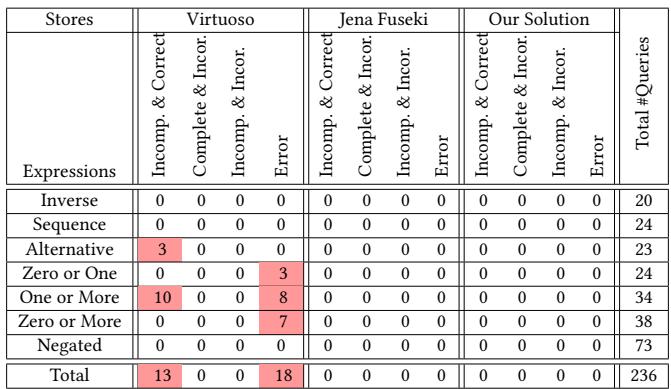 Stores Virtuoso Jena Fuseki Our Solution
Expressions Incomp. & Correct Complete & Incor. Incomp. & Incor. Error Incomp. & Correct Complete & Incor. Incomp. & Incor. Error Incomp. & Correct Complete & Incor. Incomp. & Incor. Error Total #Queries
Inverse 0 0 0 0 0 0 0 0 0 0 0 0 20
Sequence 0 0 0 0 0 0 0 0 0 0 0 0 24
Alternative 3 0 0 0 0 0 0 0 0 0 0 0 23
Zero or One 0 0 0 3 0 0 0 0 0 0 0 0 24
One or More 10 0 0 8 0 0 0 0 0 0 0 0 34
Zero or More 0 0 0 7 0 0 0 0 0 0 0 0 38
Negated 0 0 0 0 0 0 0 0 0 0 0 0 73
Total 13 0 0 18 0 0 0 0 0 0 0 0 236